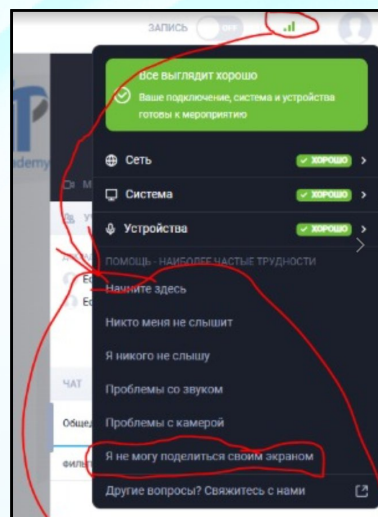 ЗАПИСЬ OFF
Все выглядит хорошо
Ваше подключение, система и устройства
готовы к мероприятию
Сеть ХОРОШО
Система ХОРОШО
Устройства ХОРОШО
ПОМОЩЬ - НАИБОЛЕЕ ЧАСТЫЕ ТРУДНОСТИ
Начните здесь
Никто меня не слышит
Я никого не слышу
Проблемы со звуком
Проблемы с камерой
Я не могу поделиться своим экраном
Другие вопросы? Свяжитесь с нами
demy
ЧАТ